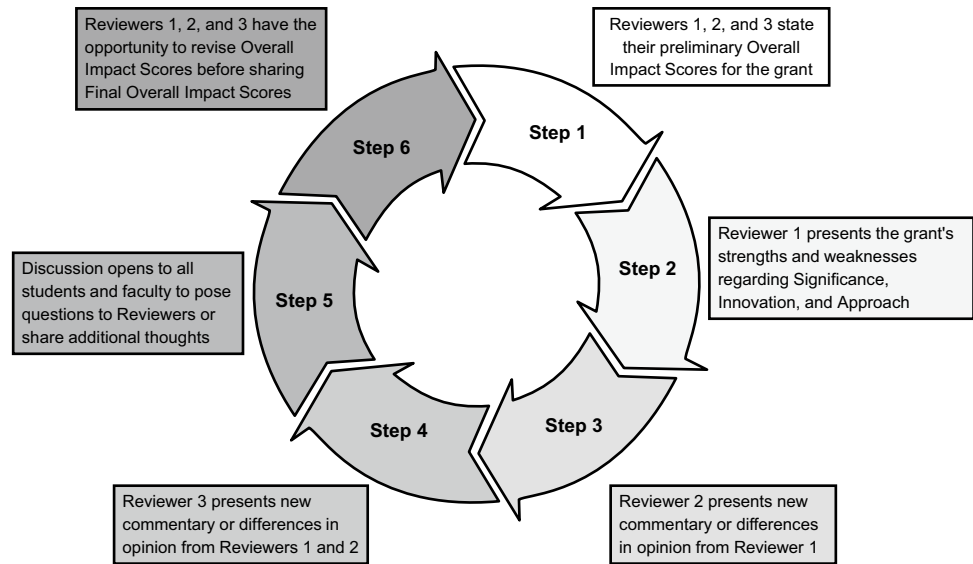 Reviewers 1, 2, and 3 state
their preliminary Overall
Impact Scores for the grant
Step 1
Reviewer 1 presents the grant's
strengths and weaknesses
regarding Significance,
Innovation, and Approach
Step 2
Reviewer 2 presents new
commentary or differences
in opinion from Reviewer 1
Step 3
Reviewer 3 presents new
commentary or differences in
opinion from Reviewers 1 and 2
Step 4
Discussion opens to all
students and faculty to pose
questions to Reviewers or
share additional thoughts
Step 5
Reviewers 1, 2, and 3 have the
opportunity to revise Overall
Impact Scores before sharing
Final Overall Impact Scores
Step 6